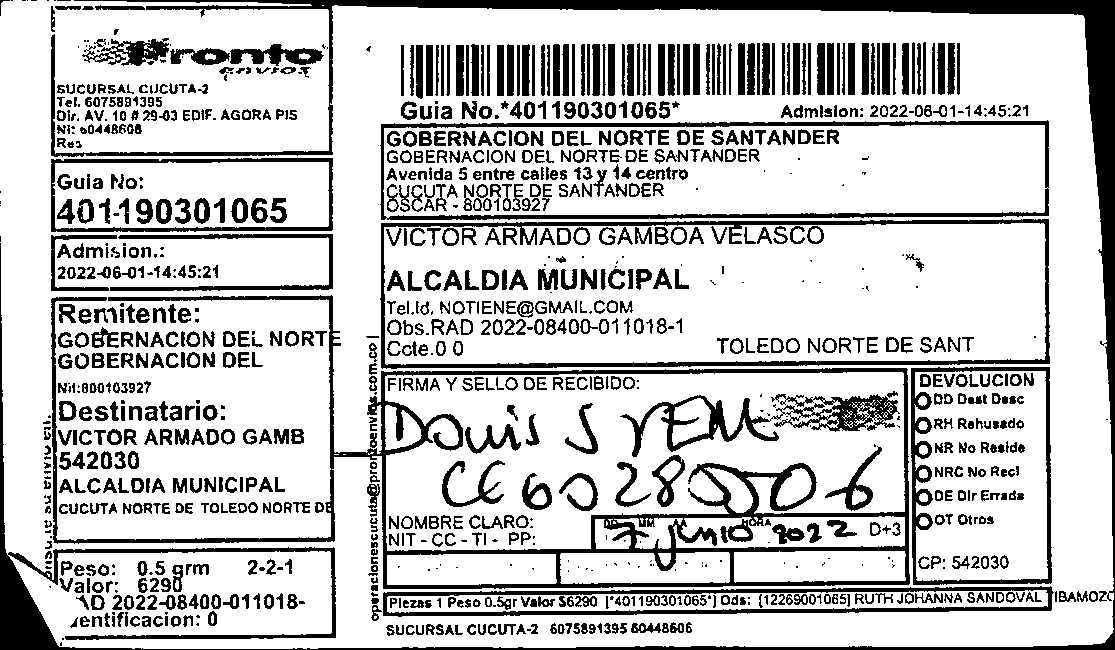 Pronto
envios
SUCURSAL CUCUTA-2
Tel. 6075891395
Dir. AV. 10 # 29-03 EDIF. AGORA PIS
Nit: 60448606
Res
Guia No:
401190301065
Admision.:
2022-06-01-14:45:21
Remitente:
GOBERNACION DEL NORTE
GOBERNACION DEL
Nit:800103927
Destinatario:
VICTOR ARMADO GAMB
542030
ALCALDIA MUNICIPAL
CUCUTA NORTE DE TOLEDO NORTE DE
Peso: 0.5 grm 2-2-1
Valor: 6290
AD 2022-08400-011018-
entificacion: 0
Guia No.*401190301065* Admision: 2022-06-01-14:45:21
GOBERNACION DEL NORTE DE SANTANDER
GOBERNACION DEL NORTE DE SANTANDER
Avenida 5 entre calles 13 y 14 centro
CUCUTA NORTE DE SANTANDER
OSCAR - 800103927
VICTOR ARMADO GAMBOA VELASCO
ALCALDIA MUNICIPAL
Tel.Id. NOTIENE@GMAIL.COM
Obs.RAD 2022-08400-011018-1
Ccte.0 0 TOLEDO NORTE DE SANT
operacionescucuta@prontoenvios.com.co
FIRMA Y SELLO DE RECIBIDO:
NOMBRE CLARO:
NIT - CC - TI - PP:
DD MM AA HORA
7 junio 2022 D+3
DEVOLUCION
DD Dest Desc
RH Rehusado
NR No Reside
NRC No Recl
DE Dir Errada
OT Otros
CP: 542030
Piezas 1 Peso 0.5gr Valor $6290 [*401190301065*] Ods: [12269001065] RUTH JOHANNA SANDOVAL TIBAMOZO
SUCURSAL CUCUTA-2 6075891395 60448606